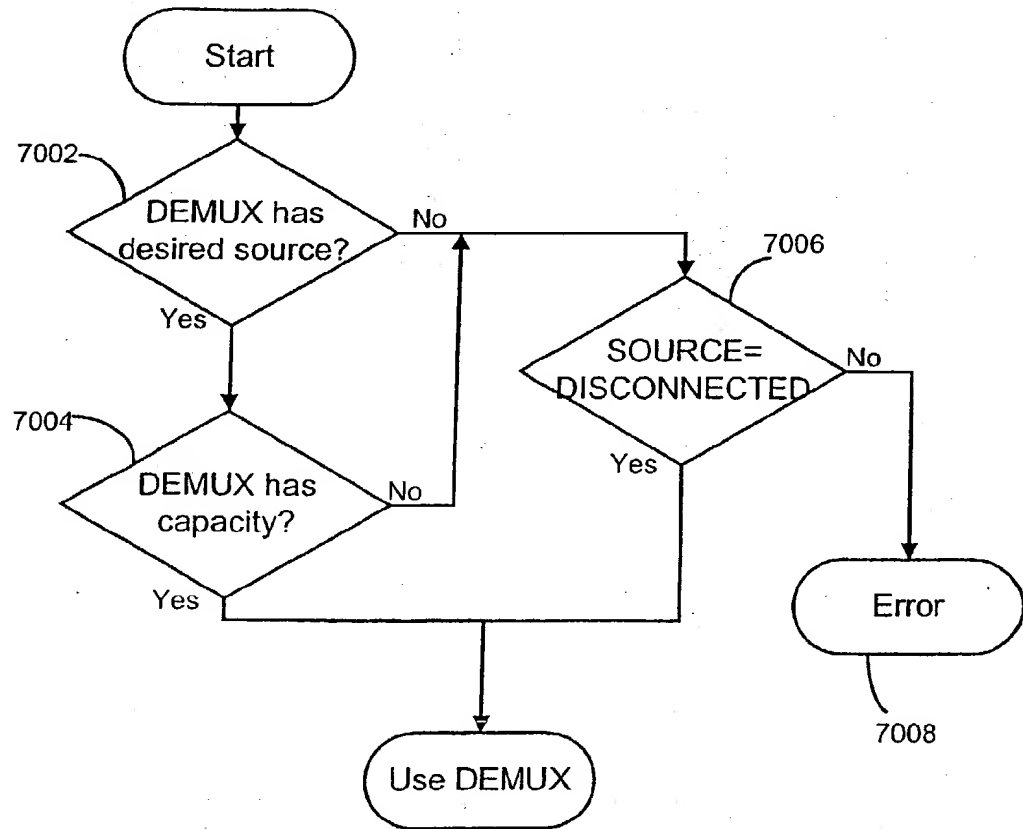 Start
7002
DEMUX has
desired source?
No
Yes
7006
SOURCE=
DISCONNECTED
No
Yes
7004
DEMUX has
capacity?
No
Yes
Error
7008
Use DEMUX